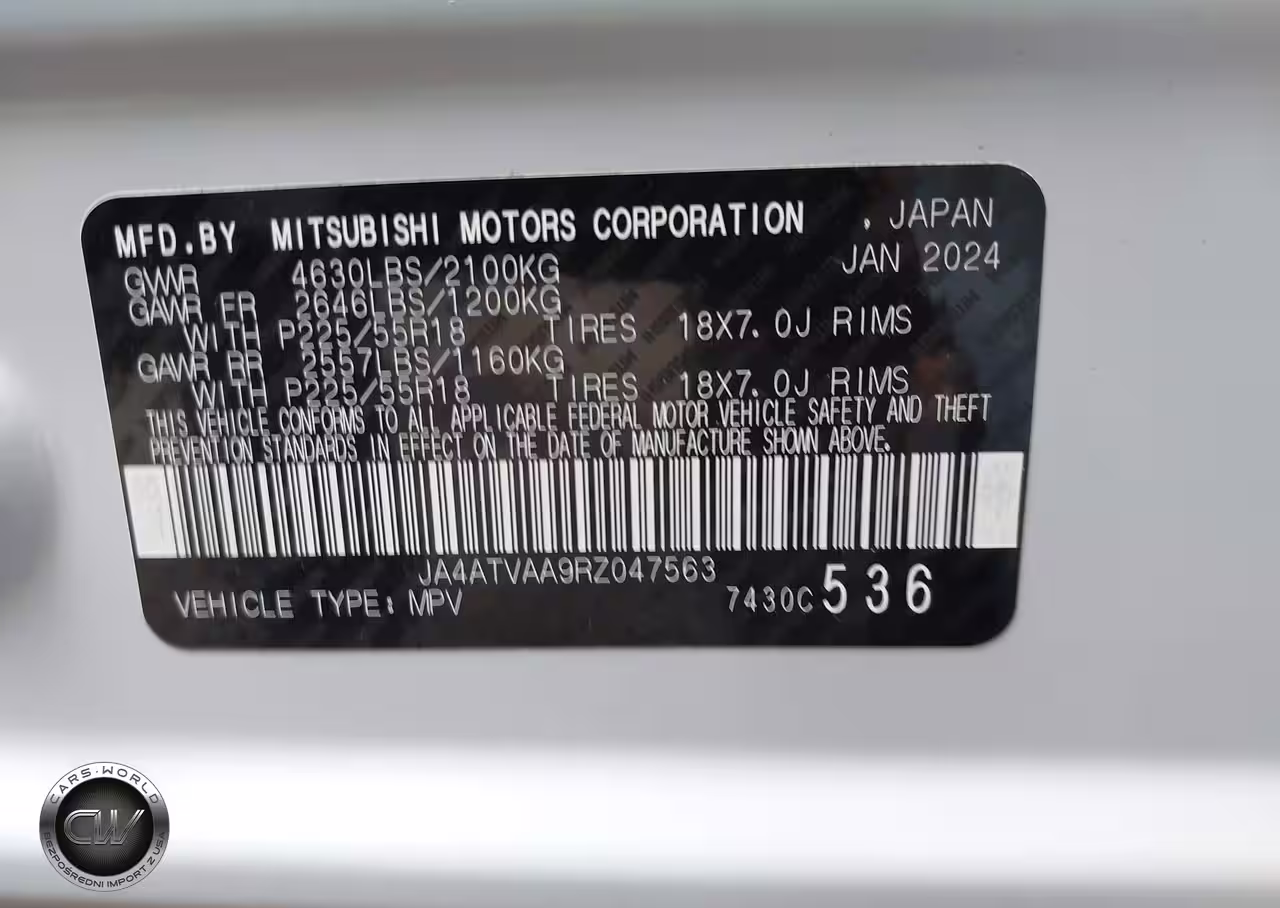 MFD.BY MITSUBISHI MOTORS CORPORATION , JAPAN
GVWR 4630LBS/2100KG JAN 2024
GAWR FR 2646LBS/1200KG
WITH P225/55R18 TIRES 18X7.0J RIMS
GAWR RR 2557LBS/1160KG
WITH P225/55R18 TIRES 18X7.0J RIMS
THIS VEHICLE CONFORMS TO ALL APPLICABLE FEDERAL MOTOR VEHICLE SAFETY AND THEFT
PREVENTION STANDARDS IN EFFECT ON THE DATE OF MANUFACTURE SHOWN ABOVE.
JA4ATVAA9RZ047563
VEHICLE TYPE: MPV 7430C 536
CARS·WORLD
CW
BEZPOŚREDNI IMPORT Z USA